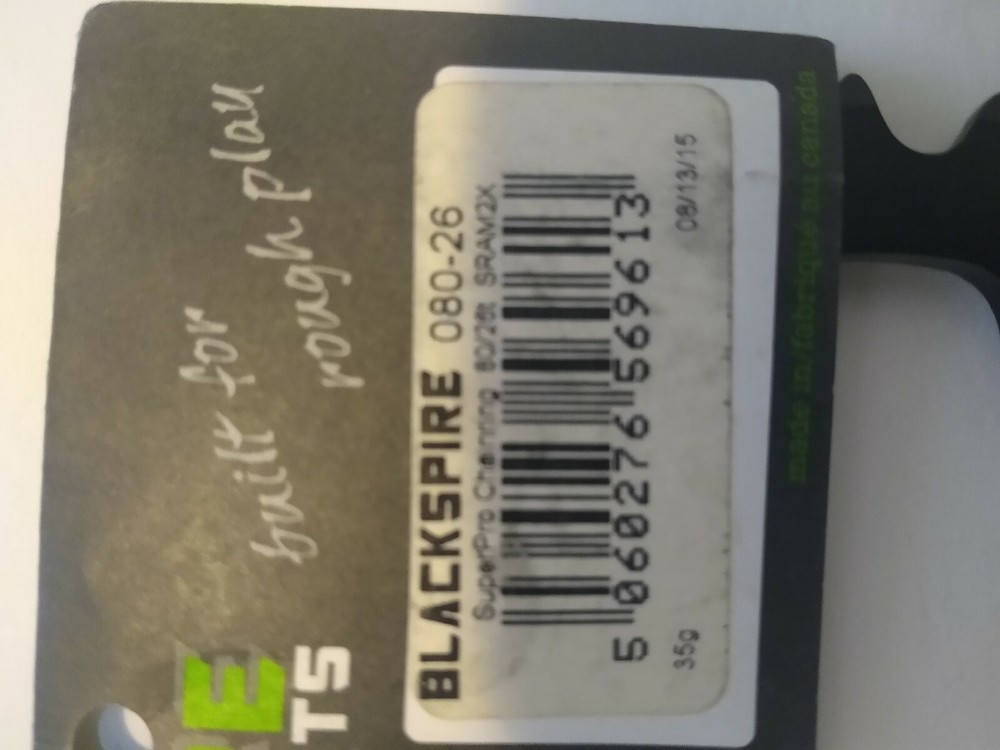 built for
rough play
E
TS
BLACKSPIRE 080-26
SuperPro Chainring 80/26t SRAM2X
5 060276 569613
35g 08/13/15
made in/fabriqué au canada